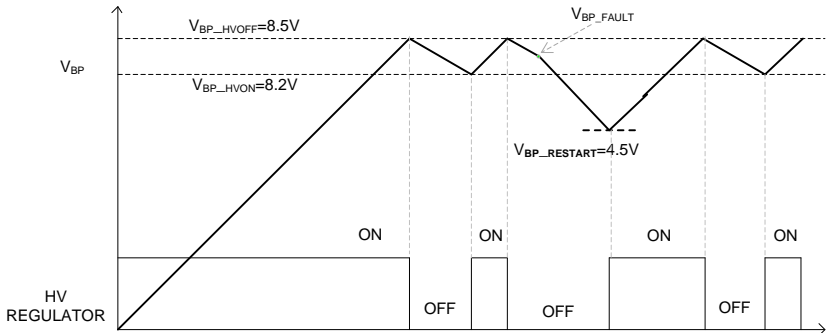 V_BP_FAULT
V_BP_HVOFF=8.5V
V_BP
V_BP_HVON=8.2V
V_BP_RESTART=4.5V
ON
ON
ON
ON
HV
REGULATOR
OFF
OFF
OFF